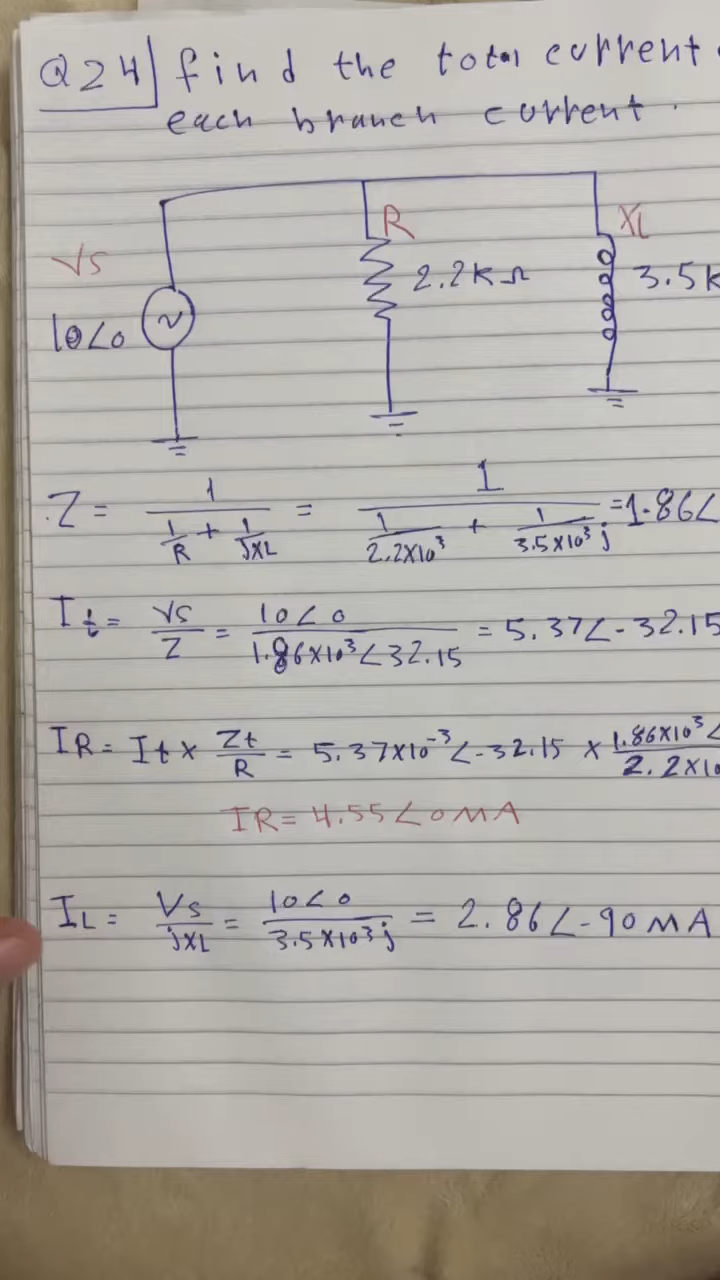 Q24 find the total current
each branch current.
R
XL
Vs
2.2KΩ
3.5K
10∠0
Z = 1 / (1/R + 1/jXL) = 1 / (1/2.2×10³ + 1/3.5×10³j) = 1.86∠
It = Vs/Z = 10∠0 / 1.86×10³∠32.15 = 5.37∠-32.15
IR = It × Zt/R = 5.37×10⁻³∠-32.15 × 1.86×10³∠ / 2.2×10
IR = 4.55∠0 MA
IL = Vs/jXL = 10∠0 / 3.5×10³j = 2.86∠-90 MA